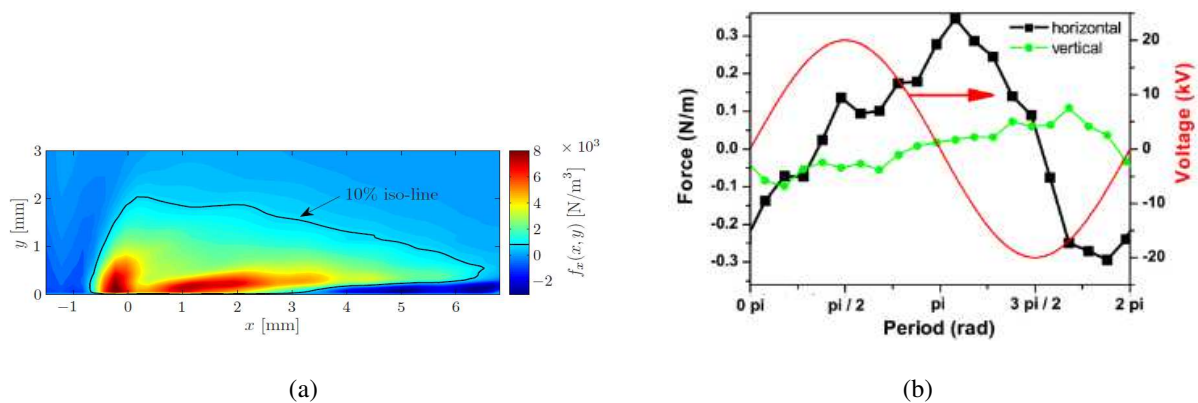 3
2
1
0
y [mm]
−1
0
1
2
3
4
5
6
x [mm]
10% iso-line
× 10³
8
6
4
2
0
−2
fₓ(x, y) [N/m³]
(a)
0.3
0.2
0.1
0.0
-0.1
-0.2
-0.3
Force (N/m)
horizontal
vertical
20
10
0
-10
-20
Voltage (kV)
0 pi
pi / 2
pi
3 pi / 2
2 pi
Period (rad)
(b)